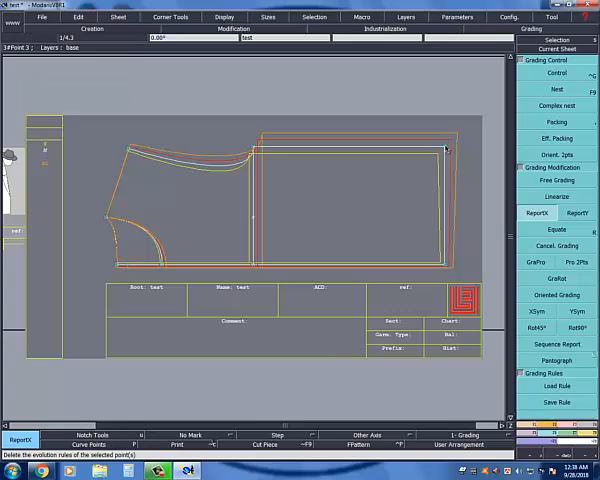 test * - ModarisV8R1
www File Edit Sheet Corner Tools Display Sizes Selection Macro Layers Parameters Config. Tool ?
Creation Industrialization Grading
1/4.3 0.00° test Selection s
3#Point 3 ; Layers : base Current Sheet
Grading Control
Control ^G
Nest F9
Complex nest
Packing
Eff. Packing
Orient. 2pts
Grading Modification
Free Grading
Linearize
ReportX ReportY
Equate R
Cancel. Grading
GraPro Pro 2Pts
GraRot
Oriented Grading
XSym YSym
Rot45° Rot90°
Sequence Report
Pantograph
Grading Rules
Load Rule
Save Rule
ref:
Root: test Name: test ACD: ref:
Comment: Sect: Chart:
Garm. Type: Hal:
Prefix: Hist:
ReportX
Notch Tools u No Mark Step Other Axis 1- Grading
Curve Points P Print ~c Cut Piece ~F9 FPattern ^P User Arrangement
Delete the evolution rules of the selected point(s)
12:38 AM
9/28/2018